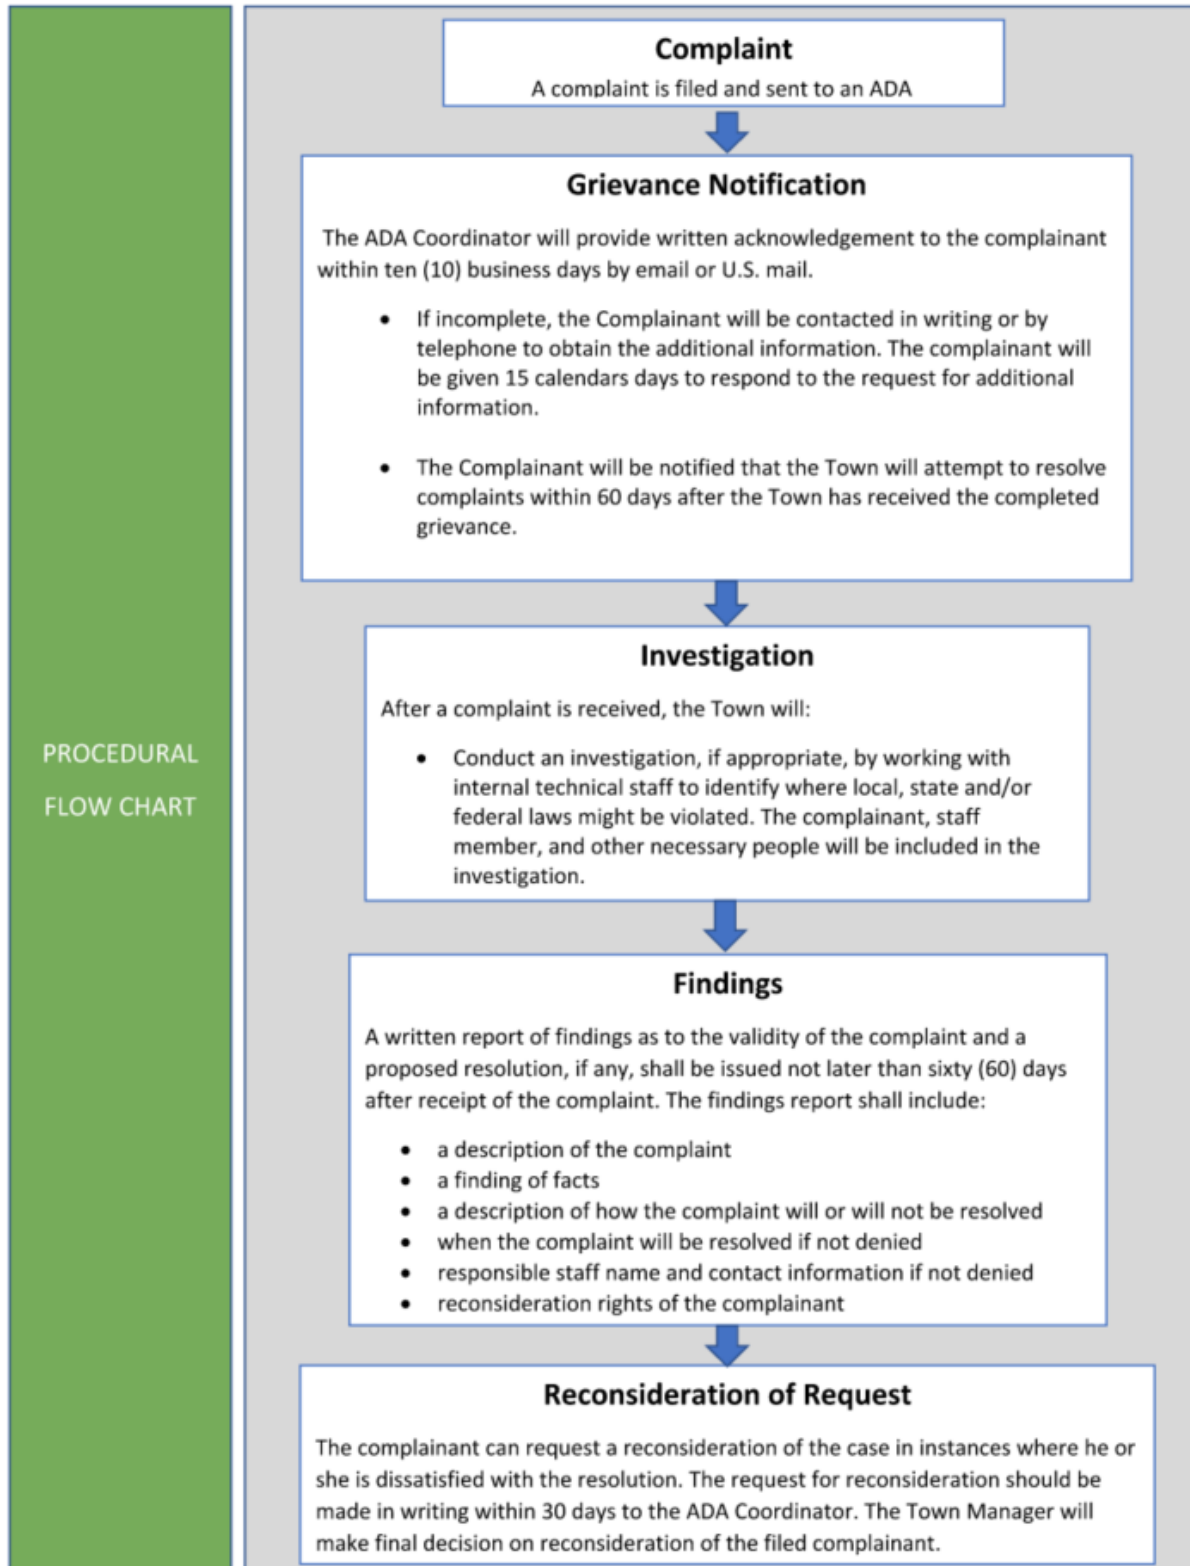 PROCEDURAL
FLOW CHART
Complaint
A complaint is filed and sent to an ADA
Grievance Notification
The ADA Coordinator will provide written acknowledgement to the complainant
within ten (10) business days by email or U.S. mail.
• If incomplete, the Complainant will be contacted in writing or by
telephone to obtain the additional information. The complainant will
be given 15 calendars days to respond to the request for additional
information.
• The Complainant will be notified that the Town will attempt to resolve
complaints within 60 days after the Town has received the completed
grievance.
Investigation
After a complaint is received, the Town will:
• Conduct an investigation, if appropriate, by working with
internal technical staff to identify where local, state and/or
federal laws might be violated. The complainant, staff
member, and other necessary people will be included in the
investigation.
Findings
A written report of findings as to the validity of the complaint and a
proposed resolution, if any, shall be issued not later than sixty (60) days
after receipt of the complaint. The findings report shall include:
• a description of the complaint
• a finding of facts
• a description of how the complaint will or will not be resolved
• when the complaint will be resolved if not denied
• responsible staff name and contact information if not denied
• reconsideration rights of the complainant
Reconsideration of Request
The complainant can request a reconsideration of the case in instances where he or
she is dissatisfied with the resolution. The request for reconsideration should be
made in writing within 30 days to the ADA Coordinator. The Town Manager will
make final decision on reconsideration of the filed complainant.